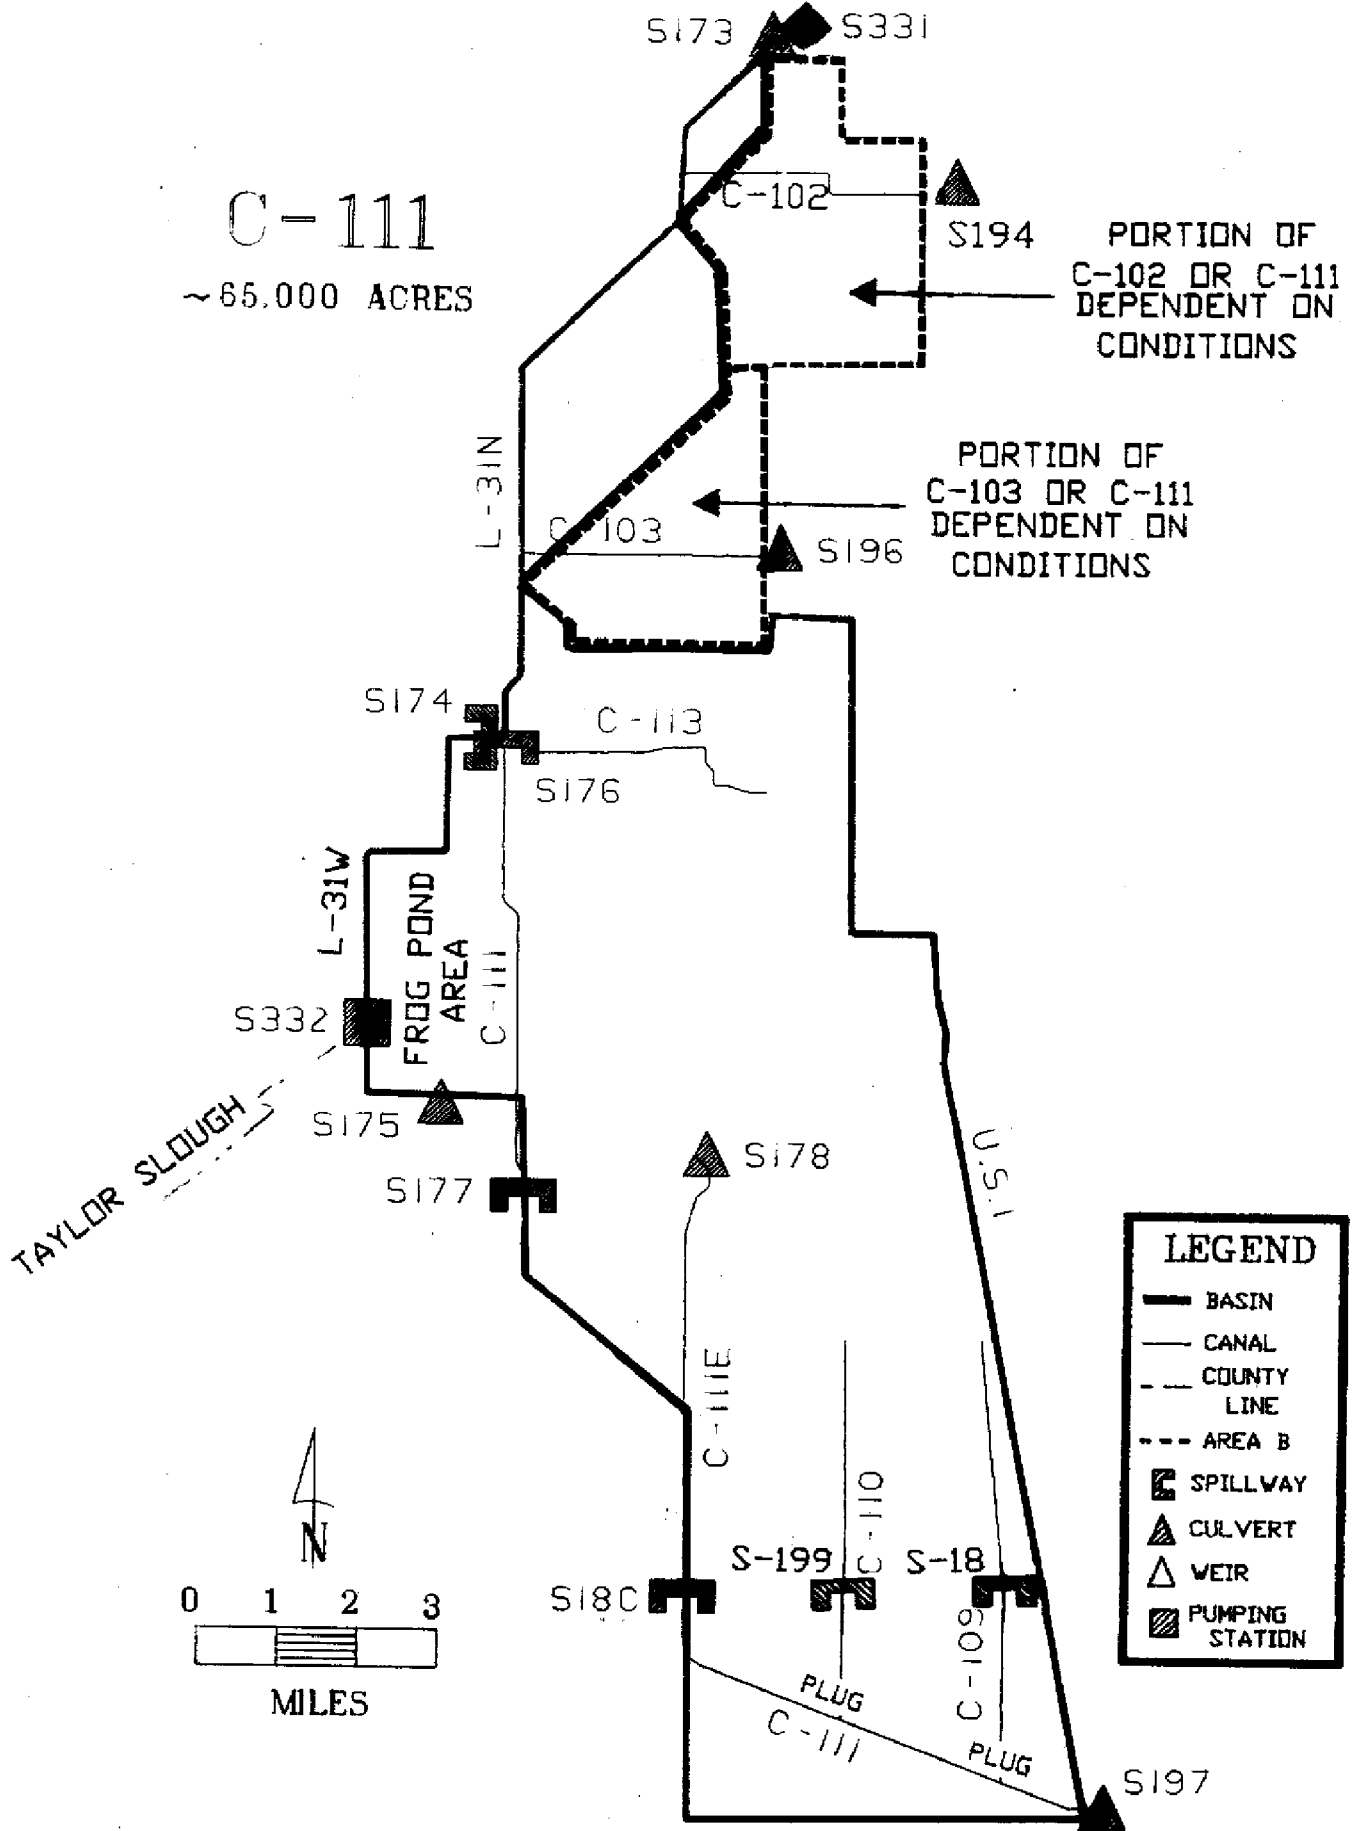 S173
S331
C-111
~65,000 ACRES
C-102
S194
PORTION OF
C-102 OR C-111
DEPENDENT ON
CONDITIONS
L-31N
PORTION OF
C-103 OR C-111
DEPENDENT ON
CONDITIONS
C-103
S196
S174
C-113
S176
L-31W
FROG POND
AREA
C-111
S332
TAYLOR SLOUGH
S175
S178
S177
U.S.1
LEGEND
BASIN
CANAL
COUNTY
LINE
AREA B
SPILLWAY
CULVERT
WEIR
PUMPING
STATION
C-111E
C-110
S-199
S-18
S18C
C-109
N
0 1 2 3
MILES
PLUG
C-111
PLUG
S197